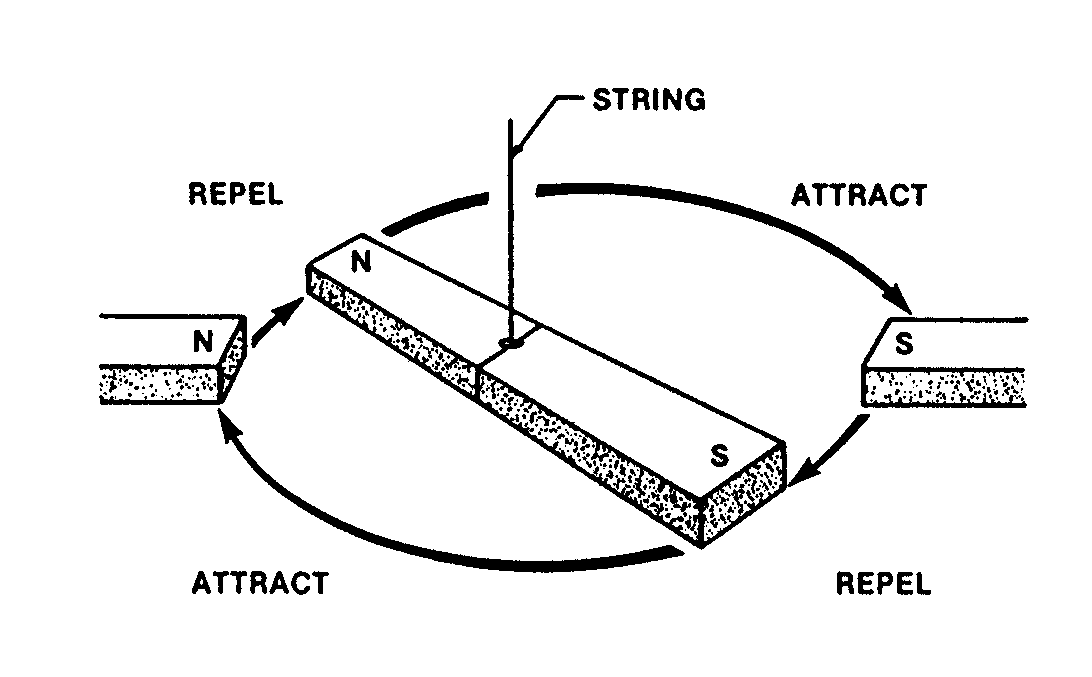 STRING
REPEL
ATTRACT
N
N
S
S
ATTRACT
REPEL